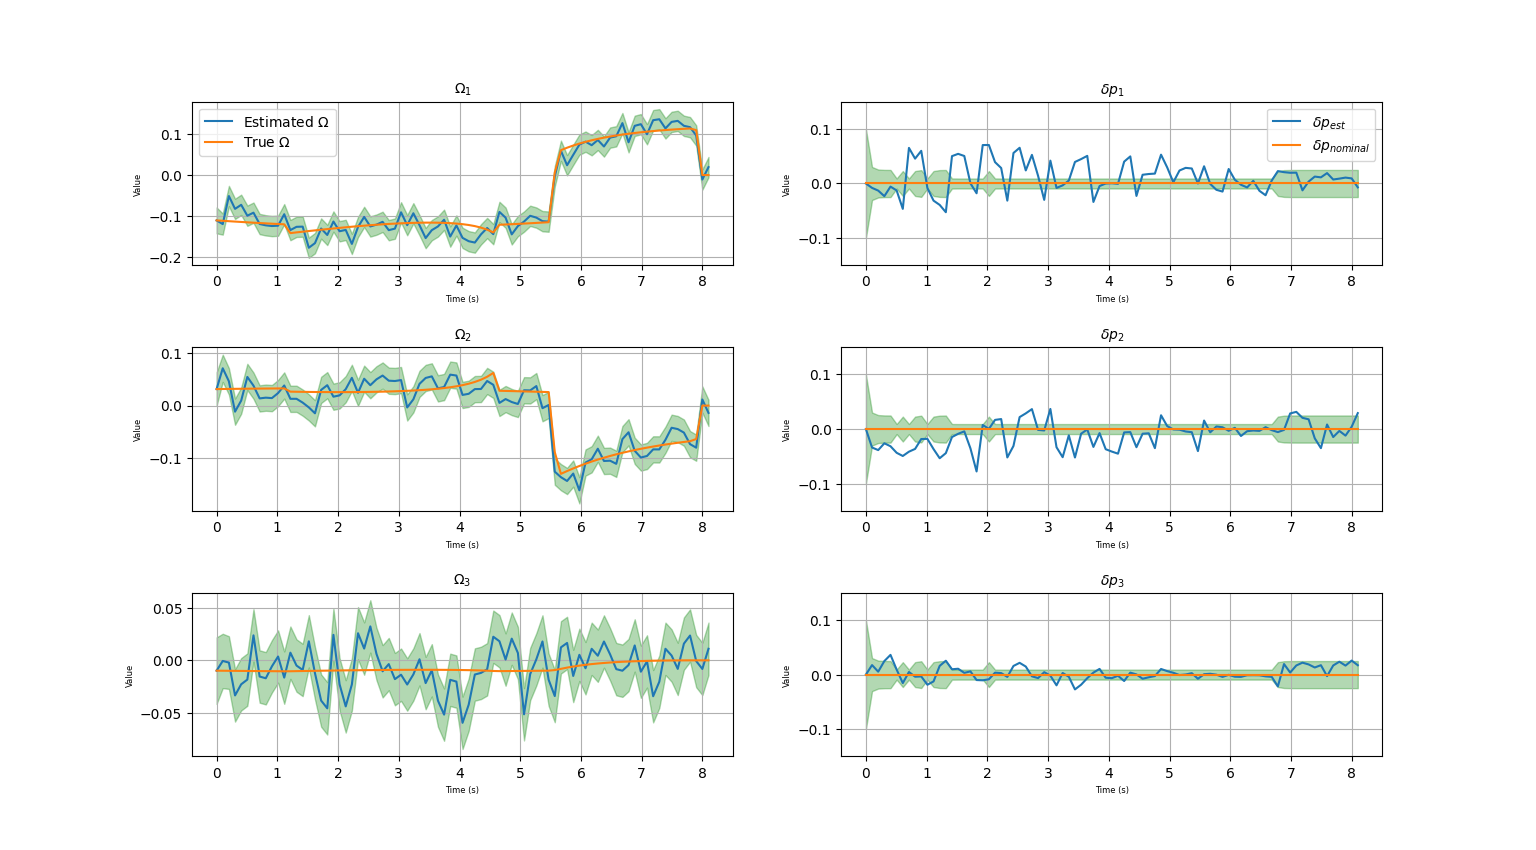 Ω₁
Estimated Ω
True Ω
0.1
0.0
−0.1
−0.2
Value
0 1 2 3 4 5 6 7 8
Time (s)
δp₁
δp_est
δp_nominal
0.1
0.0
−0.1
Value
0 1 2 3 4 5 6 7 8
Time (s)
Ω₂
0.1
0.0
−0.1
Value
0 1 2 3 4 5 6 7 8
Time (s)
δp₂
0.1
0.0
−0.1
Value
0 1 2 3 4 5 6 7 8
Time (s)
Ω₃
0.05
0.00
−0.05
Value
0 1 2 3 4 5 6 7 8
Time (s)
δp₃
0.1
0.0
−0.1
Value
0 1 2 3 4 5 6 7 8
Time (s)